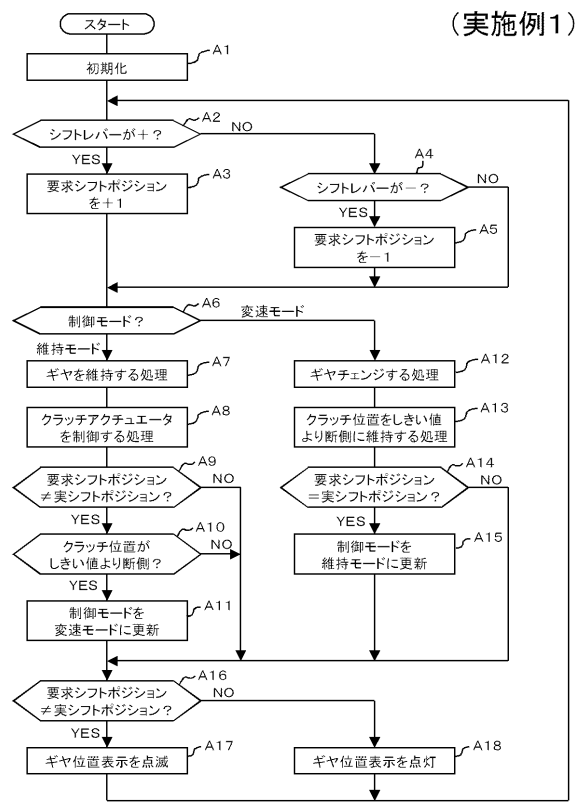 （実施例１）
スタート
A1
初期化
A2
シフトレバーが＋？
NO
YES
A3
要求シフトポジション
を＋1
A4
シフトレバーが－？
NO
YES
A5
要求シフトポジション
を－1
A6
制御モード？
変速モード
維持モード
A7
ギヤを維持する処理
A12
ギヤチェンジする処理
A8
クラッチアクチュエータ
を制御する処理
A13
クラッチ位置をしきい値
より断側に維持する処理
A9
要求シフトポジション
≠実シフトポジション？
NO
YES
A14
要求シフトポジション
＝実シフトポジション？
NO
YES
A10
クラッチ位置が
しきい値より断側？
NO
YES
A15
制御モードを
維持モードに更新
A11
制御モードを
変速モードに更新
A16
要求シフトポジション
≠実シフトポジション？
NO
YES
A17
ギヤ位置表示を点滅
A18
ギヤ位置表示を点灯